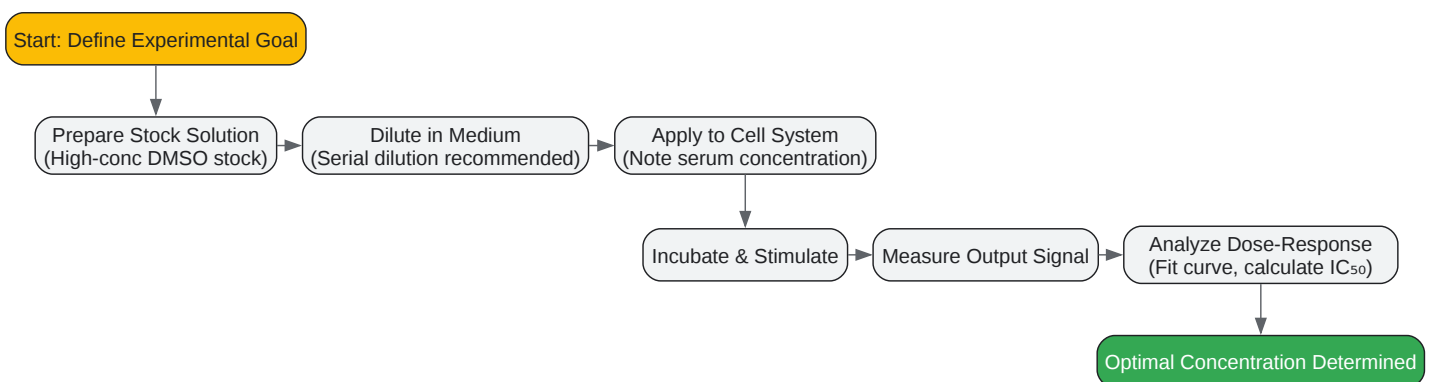 Start: Define Experimental Goal
Prepare Stock Solution
(High-conc DMSO stock)
Dilute in Medium
(Serial dilution recommended)
Apply to Cell System
(Note serum concentration)
Incubate & Stimulate
Measure Output Signal
Analyze Dose-Response
(Fit curve, calculate IC₅₀)
Optimal Concentration Determined